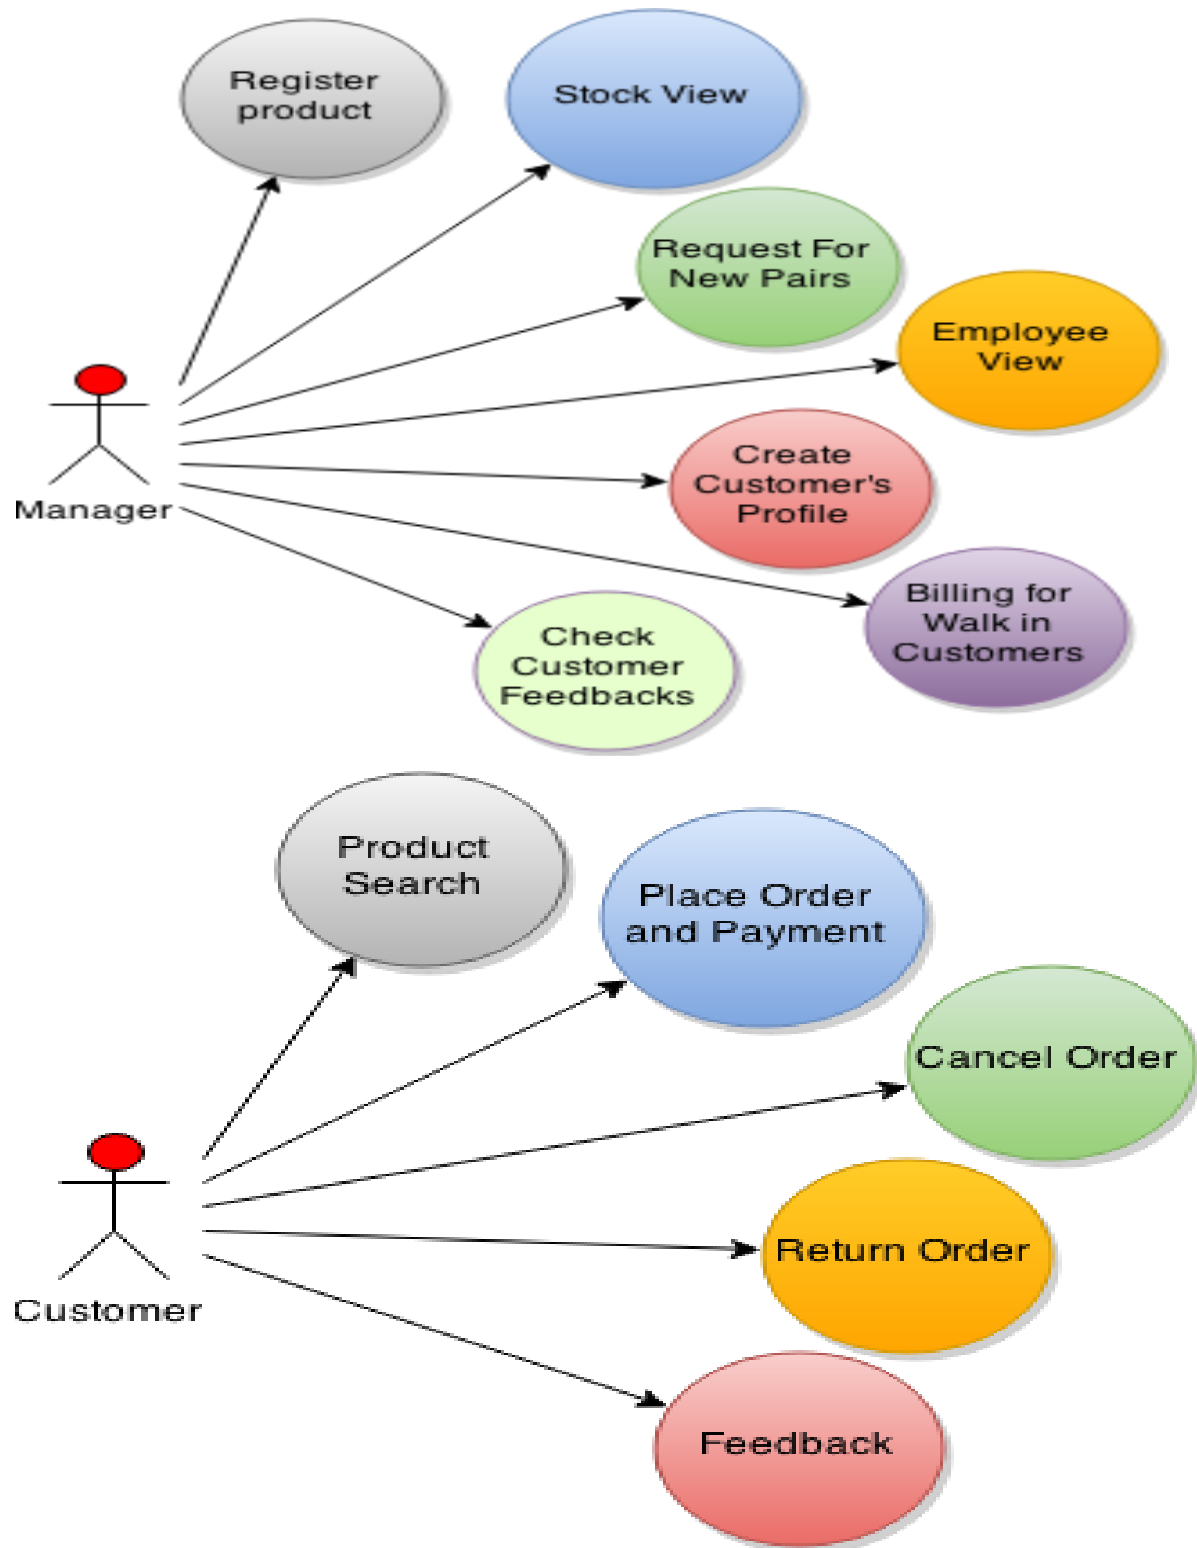 Register
product
Stock View
Request For
New Pairs
Employee
View
Manager
Create
Customer's
Profile
Billing for
Walk in
Customers
Check
Customer
Feedbacks
Product
Search
Place Order
and Payment
Cancel Order
Customer
Return Order
Feedback